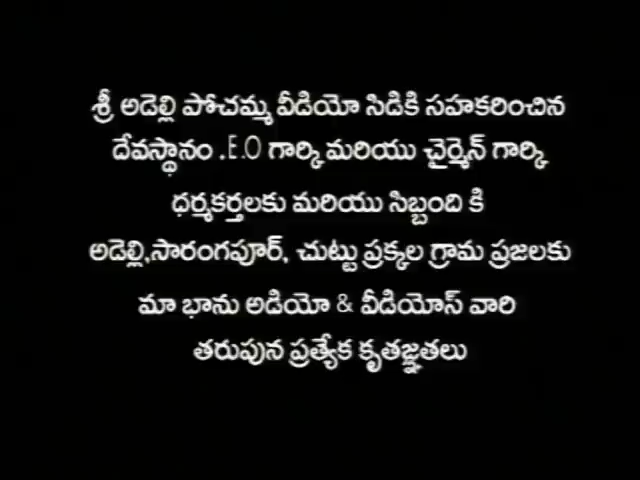 శ్రీ అడెల్లి పోచమ్మ వీడియో సిడికి సహకరించిన
దేవస్థానం .E.O గార్కి మరియు ఛైర్మెన్ గార్కి
ధర్మకర్తలకు మరియు సిబ్బంది కి
అడెల్లి,సారంగపూర్, చుట్టు ప్రక్కల గ్రామ ప్రజలకు
మా భాను అడియో & వీడియోస్ వారి
తరుపున ప్రత్యేక కృతజ్ఞతలు